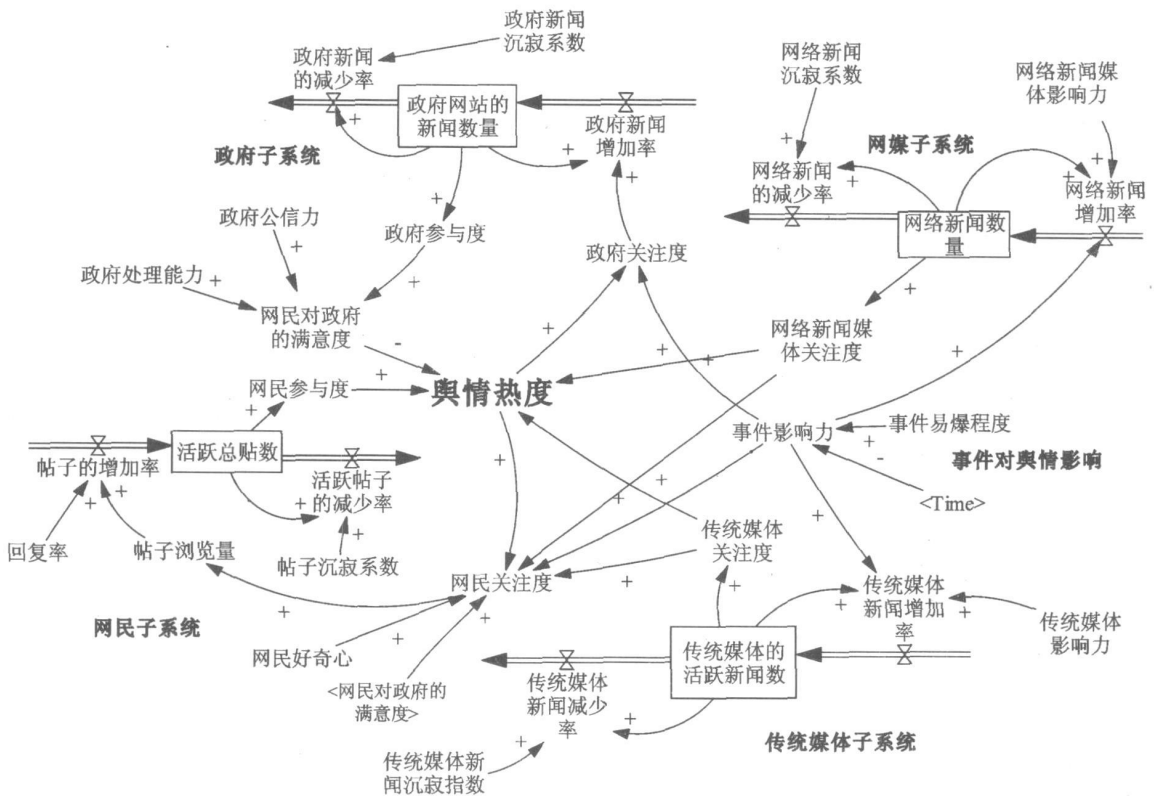 政府新闻
沉寂系数
政府新闻
的减少率
政府网站的
新闻数量
政府新闻
增加率
政府子系统
+
+
+
+
+
政府公信力
+
政府参与度
政府关注度
政府处理能力
+
+
网民对政府
的满意度
-
+
网络新闻
沉寂系数
网络新闻媒
体影响力
网媒子系统
+
网络新闻
的减少率
+
+
+
网络新闻
增加率
网络新闻数
量
+
网络新闻媒
体关注度
+
+
+
舆情热度
网民参与度
+
+
活跃总贴数
帖子的增加率
活跃帖子
的减少率
+
+
+
+
回复率
帖子浏览量
帖子沉寂系数
+
事件影响力
事件易爆程度
+
-
事件对舆情影响
<Time>
+
+
传统媒体
关注度
网民关注度
+
+
+
+
+
网民子系统
网民好奇心
<网民对政府的
满意度>
传统媒体
新闻增加
率
+
+
传统媒体
影响力
传统媒体的
活跃新闻数
传统媒体
新闻减少
率
+
+
传统媒体子系统
传统媒体新
闻沉寂指数